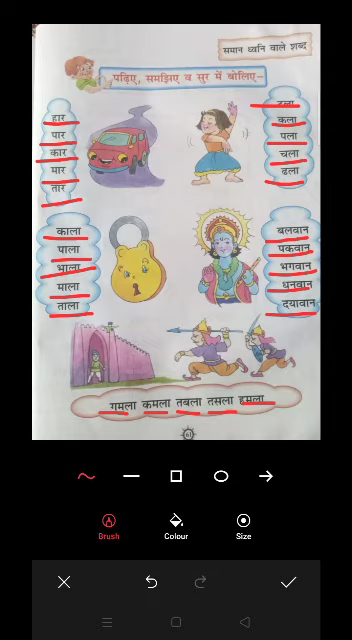 समान ध्वनि वाले शब्द
पढ़िए, समझिए व सुर में बोलिए–
हार
पार
कार
मार
तार
कला
पला
चला
ढला
काला
पाला
भाला
माला
ताला
बलवान
पकवान
भगवान
धनवान
दयावान
गमला कमला तबला तसला हमला
61
Brush
Colour
Size